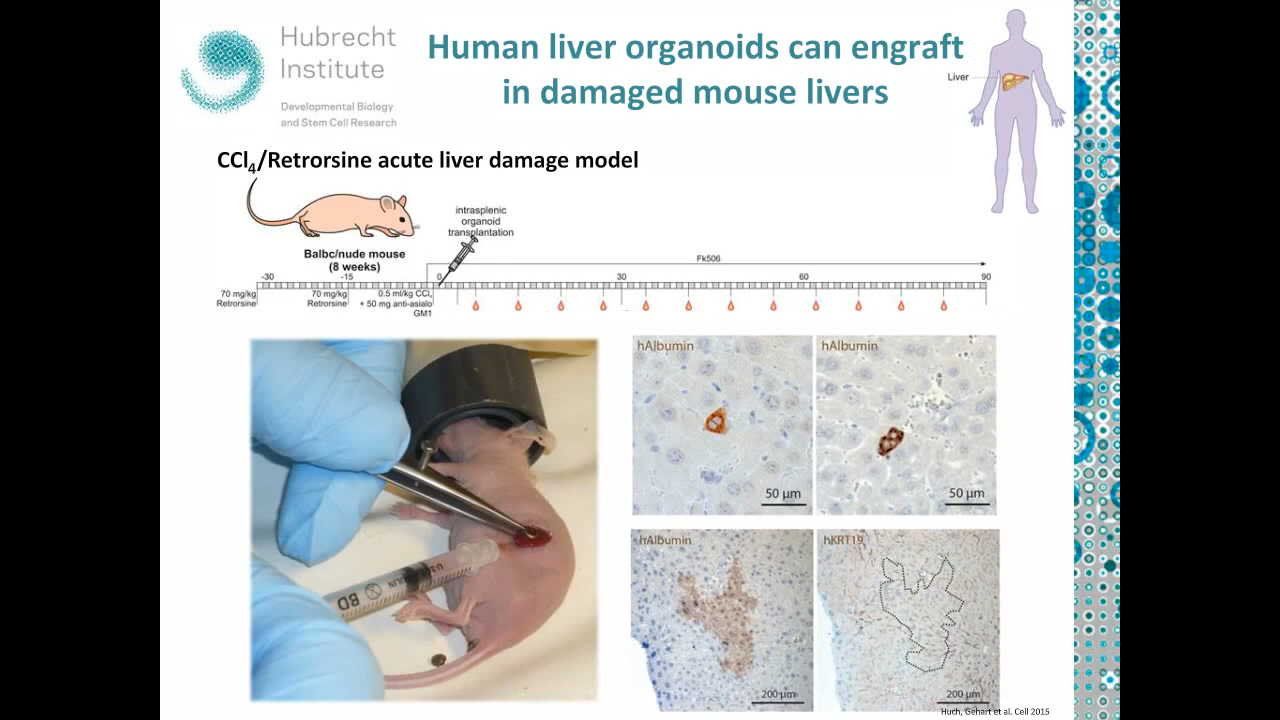 Hubrecht
Institute
Developmental Biology
and Stem Cell Research
Human liver organoids can engraft
in damaged mouse livers
Liver
CCl4/Retrorsine acute liver damage model
intrasplenic
organoid
transplantation
Balbc/nude mouse
(8 weeks)
Fk506
-30
-15
0
30
60
90
70 mg/kg
Retrorsine
70 mg/kg
Retrorsine
0.5 ml/kg CCl,
+ 50 mg anti-asialo
GM1
hAlbumin
hAlbumin
50 µm
50 µm
BD
hAlbumin
hKRT19
200 µm
200 µm
Huch, Gehart et al. Cell 2015